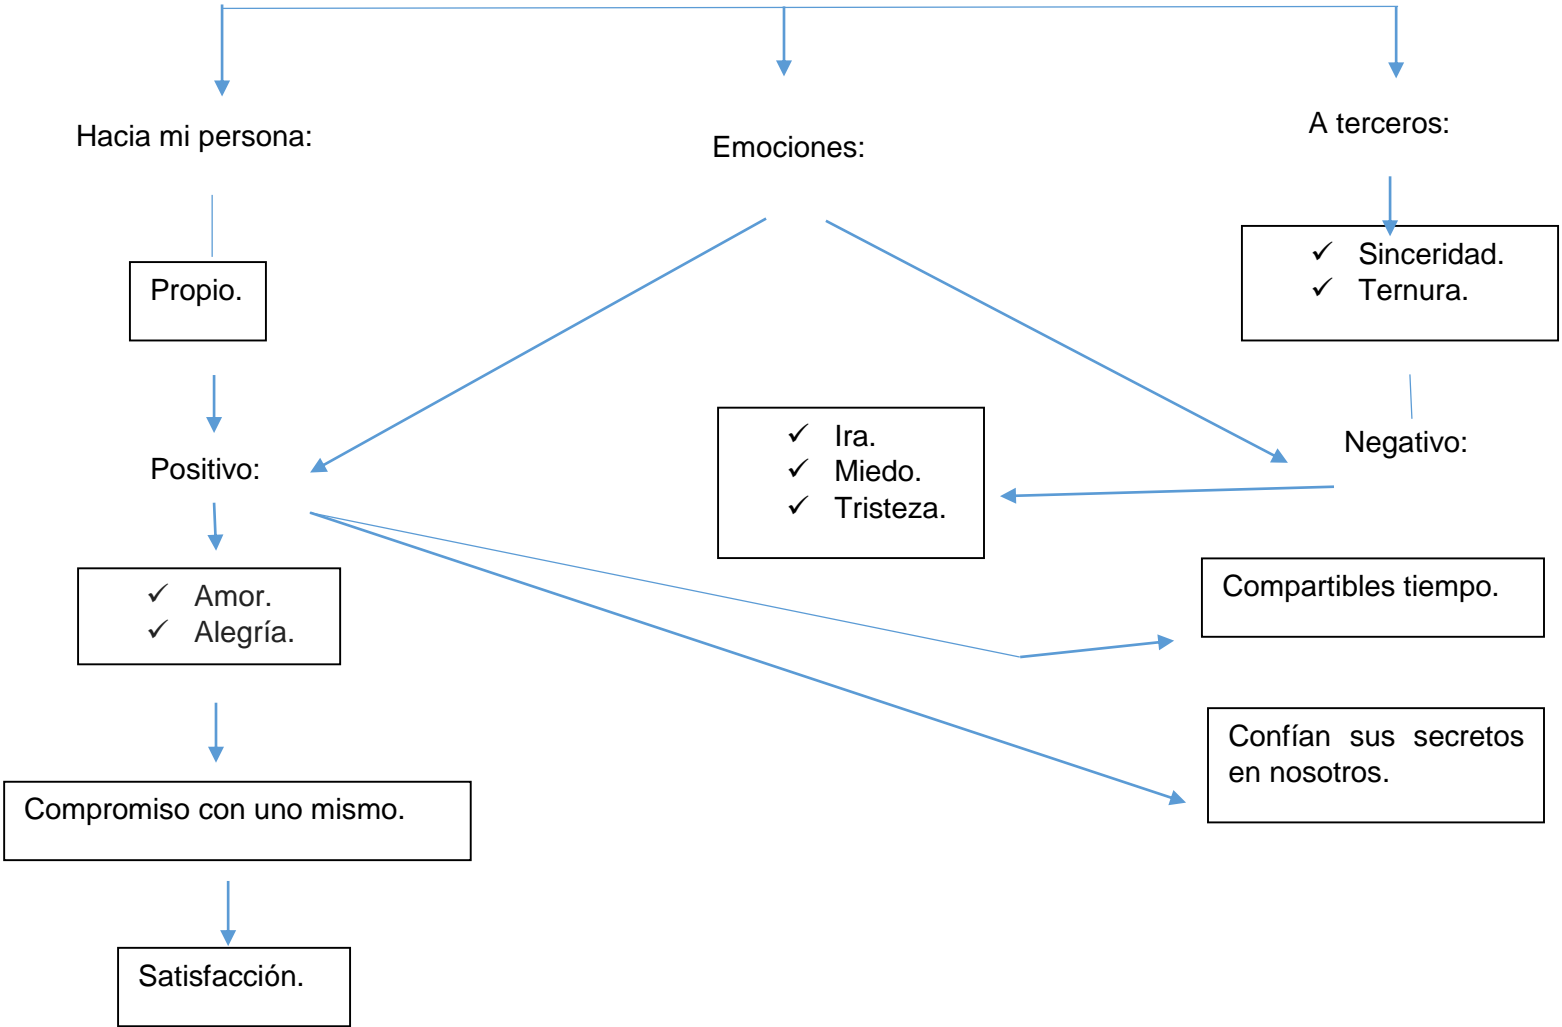 Hacia mi persona:
Emociones:
A terceros:
Propio.
✓ Sinceridad.
✓ Ternura.
Positivo:
✓ Ira.
✓ Miedo.
✓ Tristeza.
Negativo:
✓ Amor.
✓ Alegría.
Compartibles tiempo.
Confían sus secretos
en nosotros.
Compromiso con uno mismo.
Satisfacción.